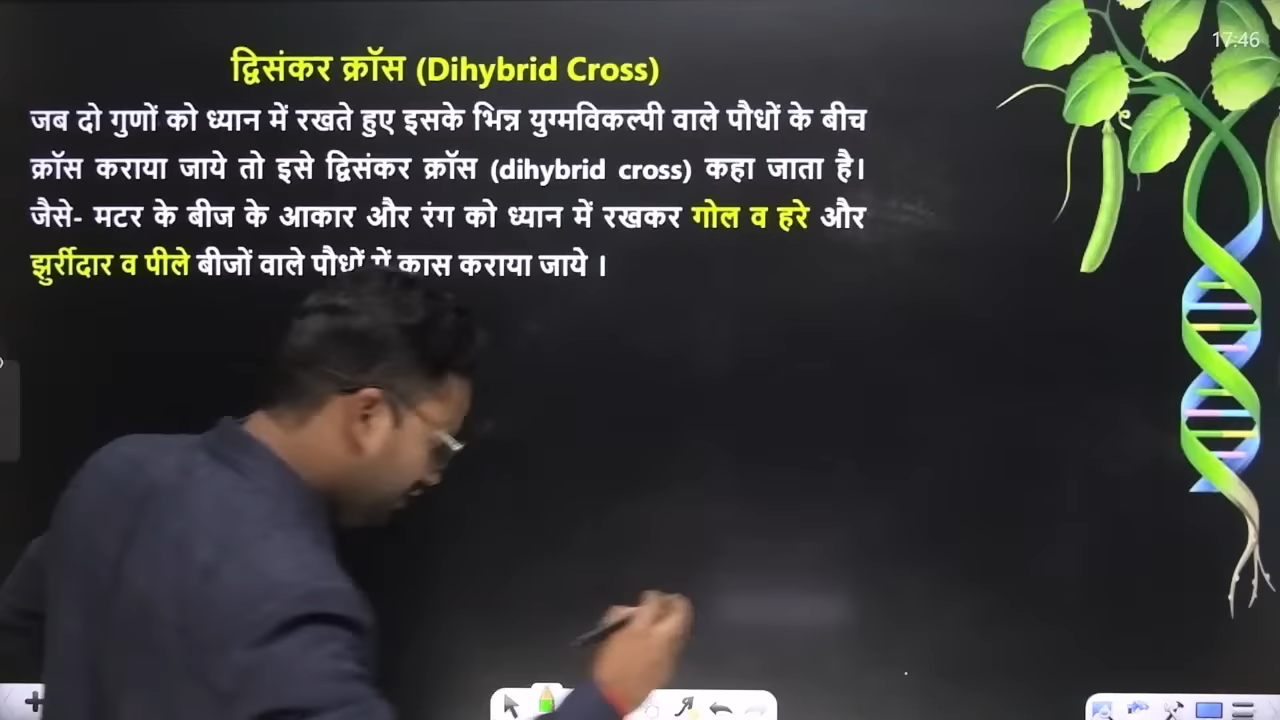 17:46
द्विसंकर क्रॉस (Dihybrid Cross)
जब दो गुणों को ध्यान में रखते हुए इसके भिन्न युग्मविकल्पी वाले पौधों के बीच
क्रॉस कराया जाये तो इसे द्विसंकर क्रॉस (dihybrid cross) कहा जाता है।
जैसे- मटर के बीज के आकार और रंग को ध्यान में रखकर गोल व हरे और
झुर्रीदार व पीले बीजों वाले पौधों कराया जाये ।